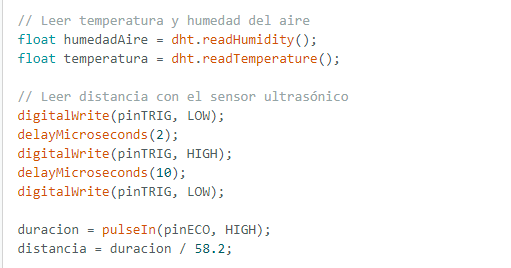 // Leer temperatura y humedad del aire
float humedadAire = dht.readHumidity();
float temperatura = dht.readTemperature();
// Leer distancia con el sensor ultrasónico
digitalWrite(pinTRIG, LOW);
delayMicroseconds(2);
digitalWrite(pinTRIG, HIGH);
delayMicroseconds(10);
digitalWrite(pinTRIG, LOW);
duracion = pulseIn(pinECO, HIGH);
distancia = duracion / 58.2;